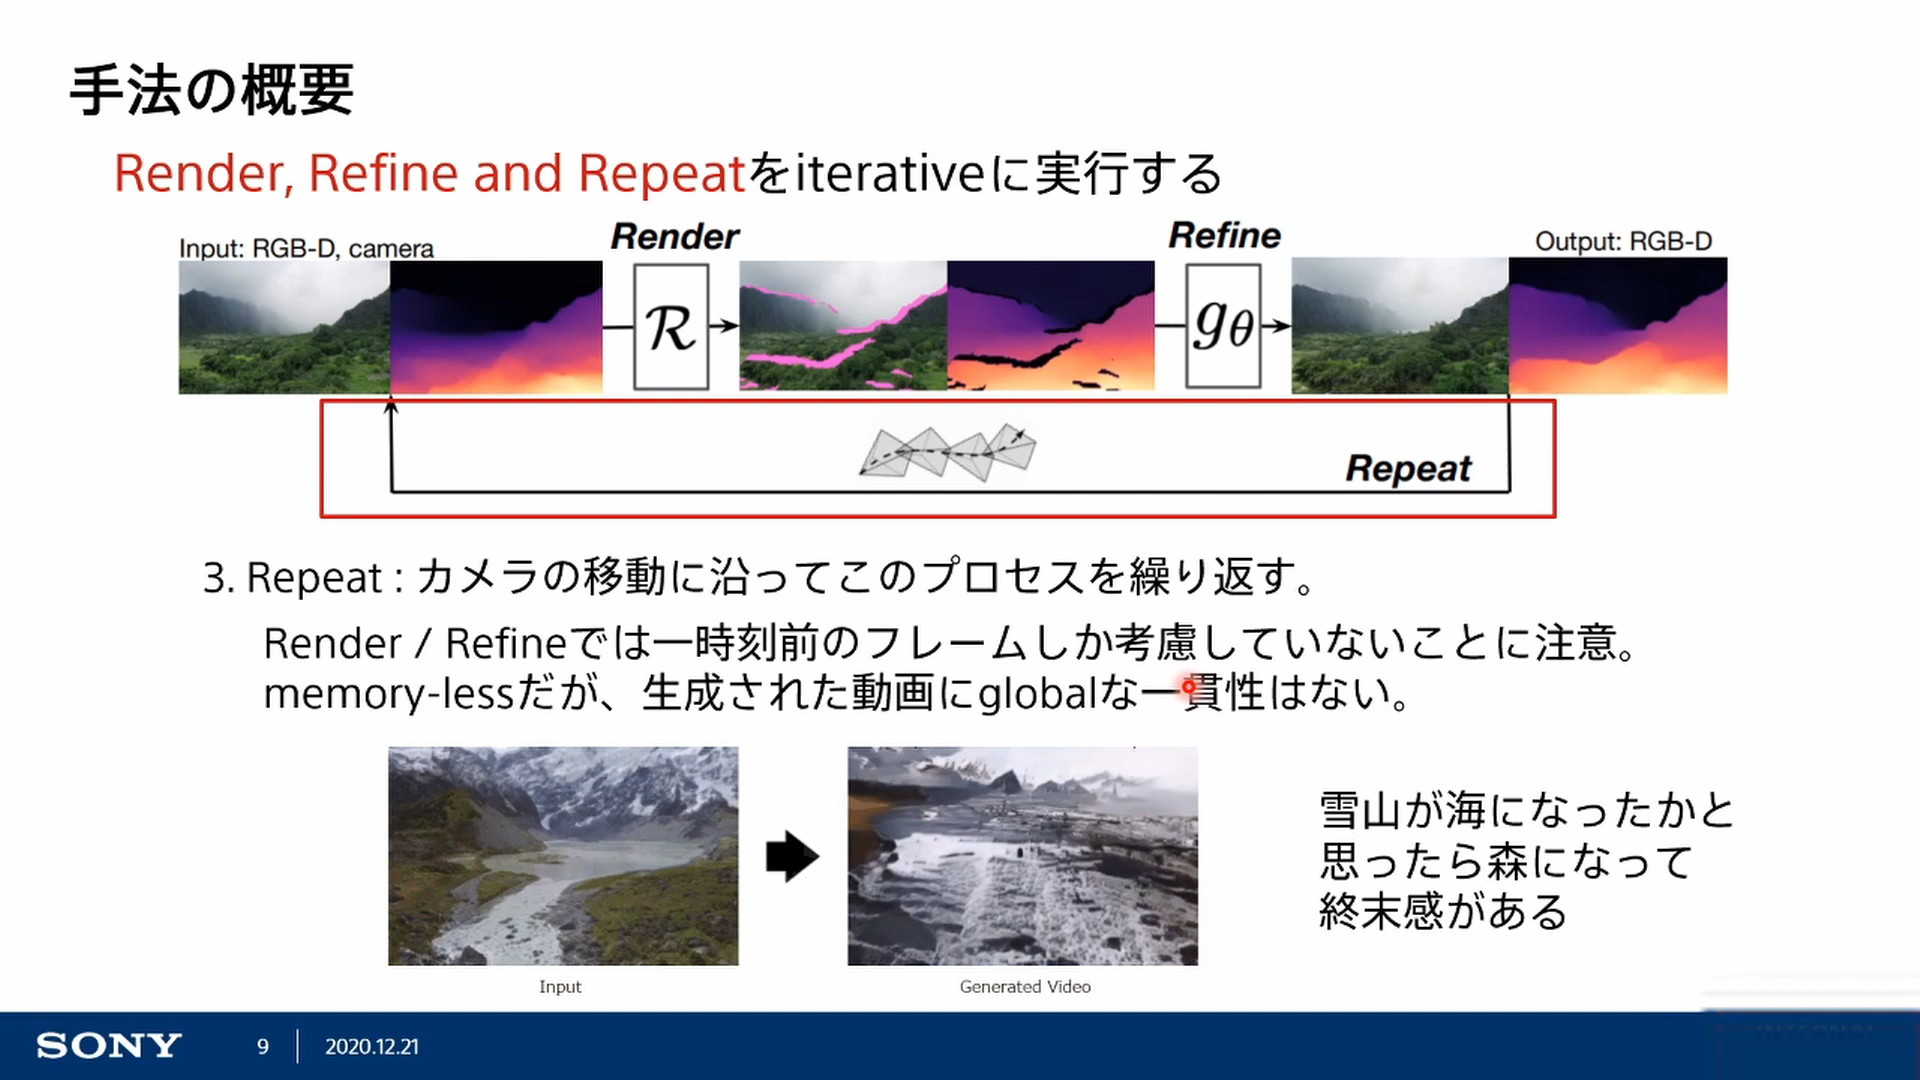 手法の概要
Render, Refine and Repeatをiterativeに実行する
Input: RGB-D, camera
Render
Refine
Output: RGB-D
R
gθ
Repeat
3. Repeat : カメラの移動に沿ってこのプロセスを繰り返す。
Render / Refineでは一時刻前のフレームしか考慮していないことに注意。
memory-lessだが、生成された動画にglobalな一貫性はない。
雪山が海になったかと
思ったら森になって
終末感がある
Input
Generated Video
SONY
9
2020.12.21